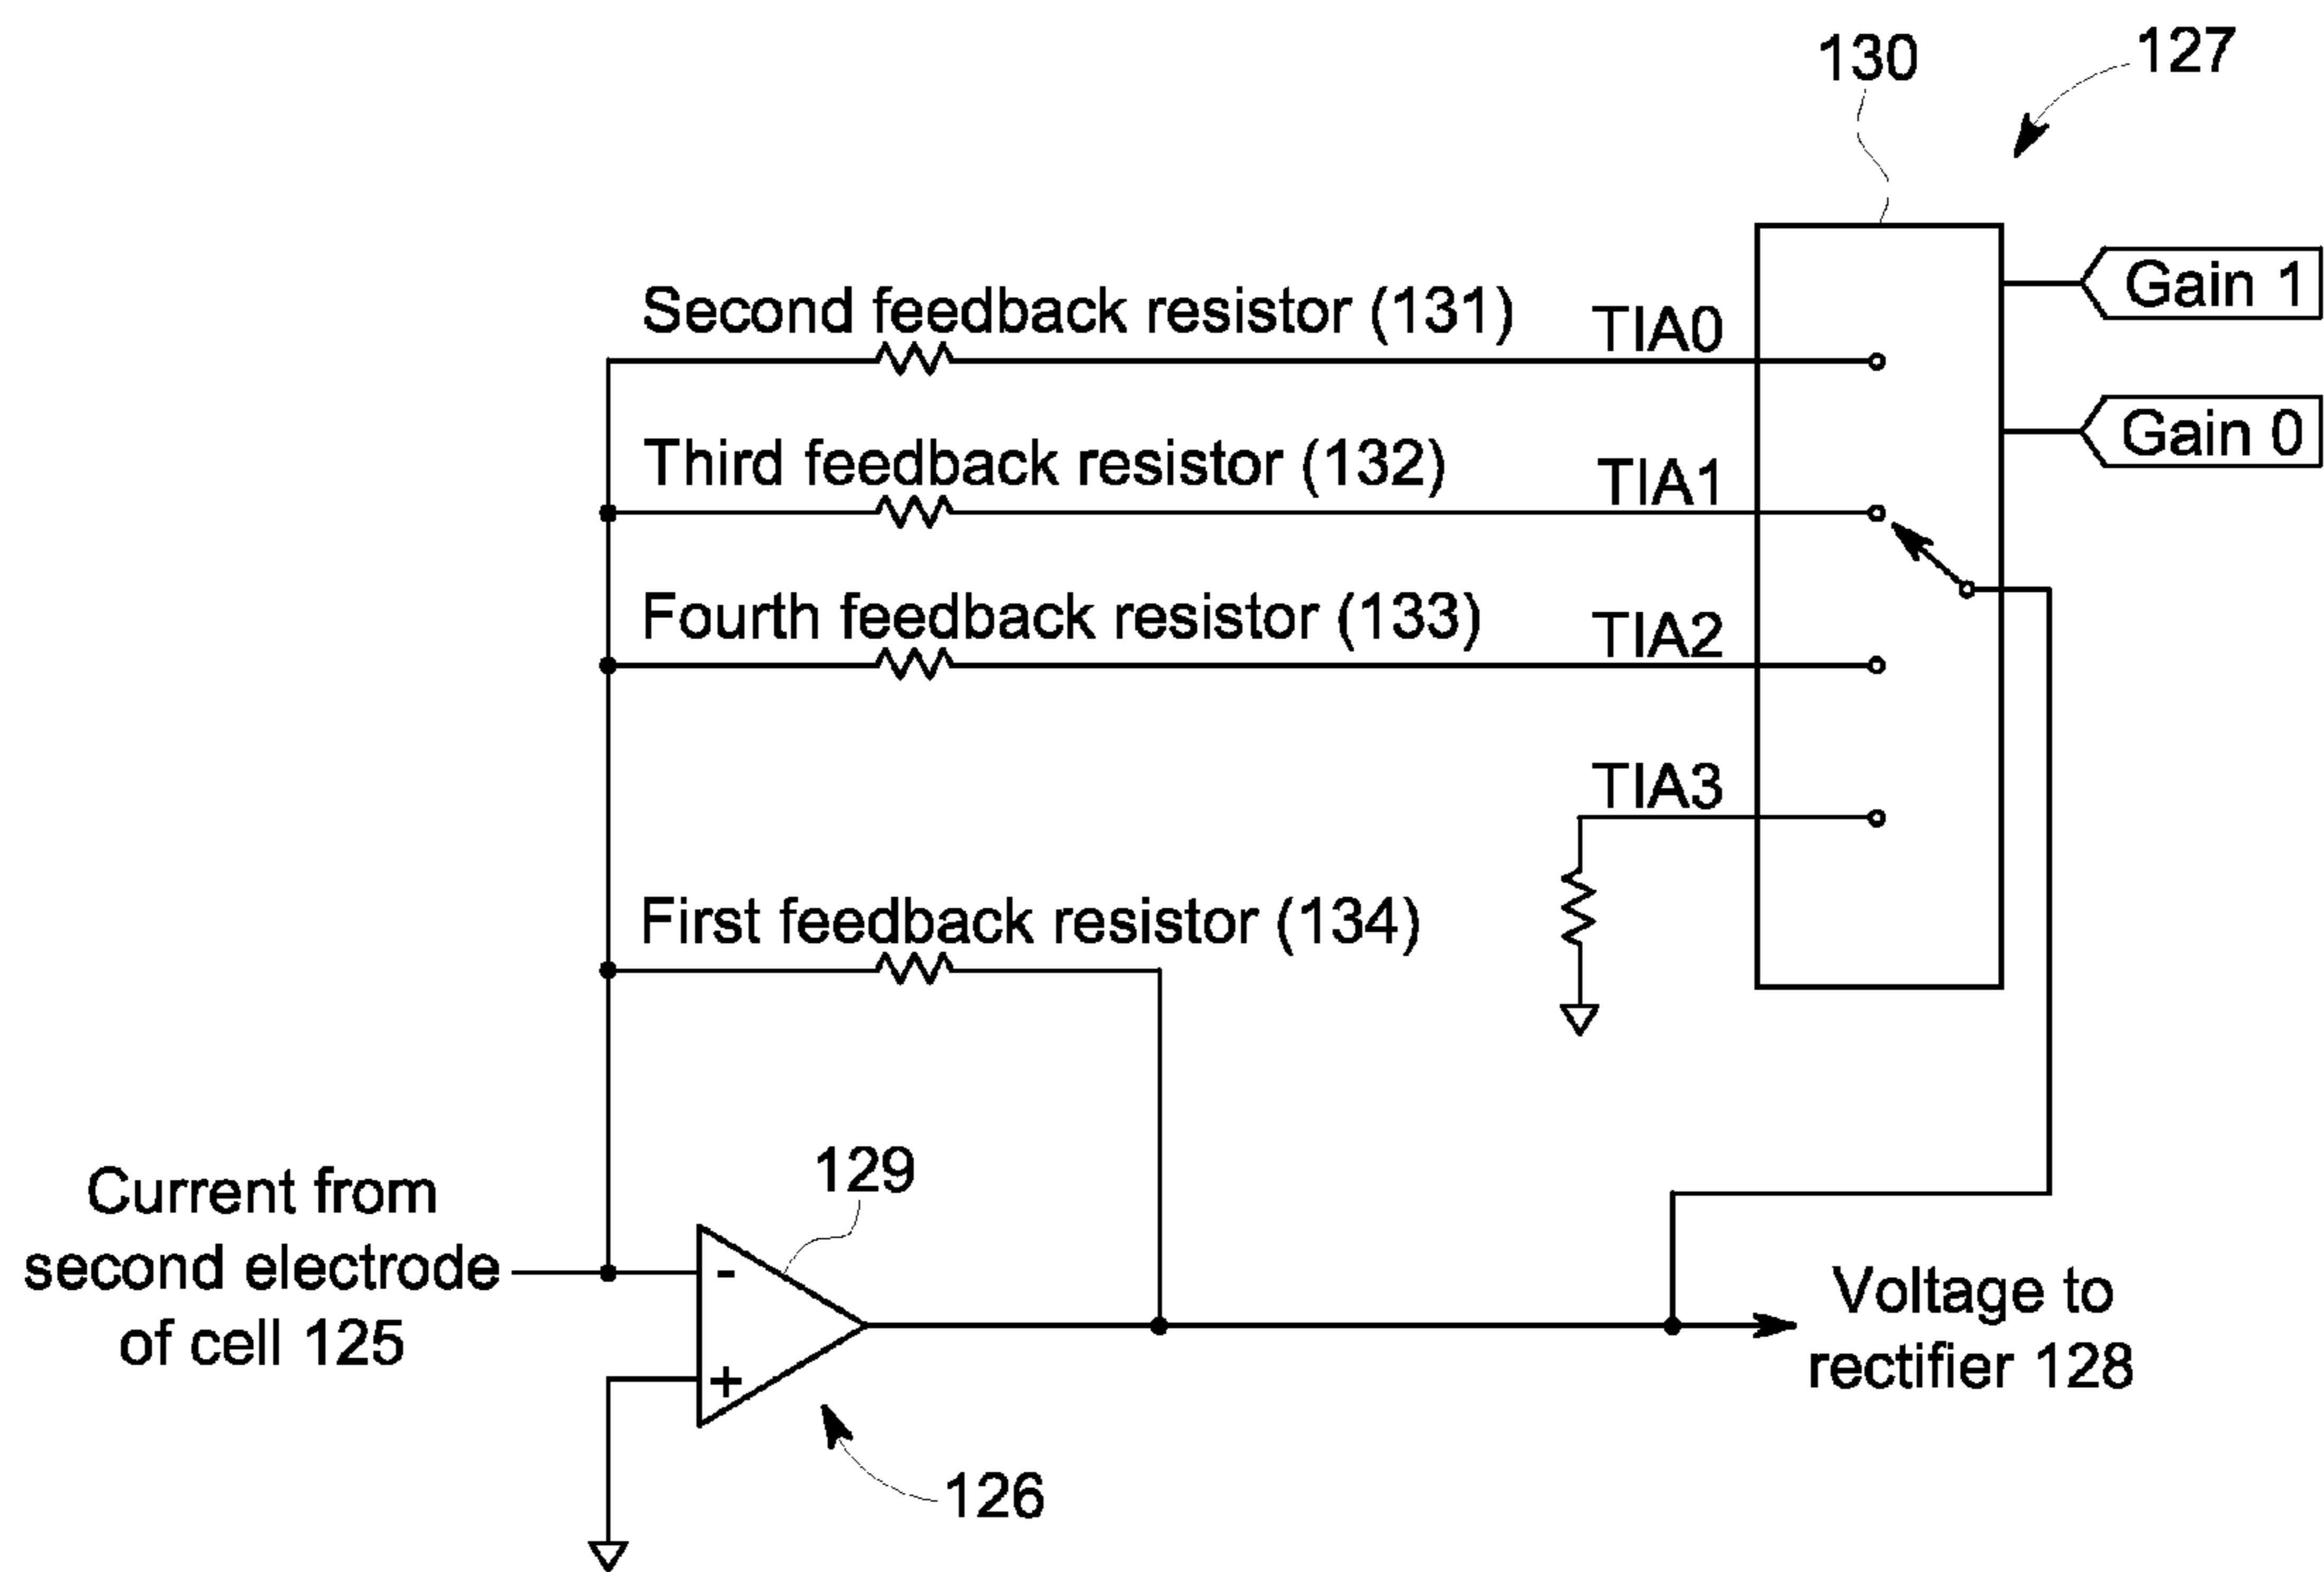 130
127
Gain 1
Second feedback resistor (131)
TIA0
Gain 0
Third feedback resistor (132)
TIA1
Fourth feedback resistor (133)
TIA2
TIA3
First feedback resistor (134)
129
Current from
second electrode
of cell 125
-
+
Voltage to
rectifier 128
126